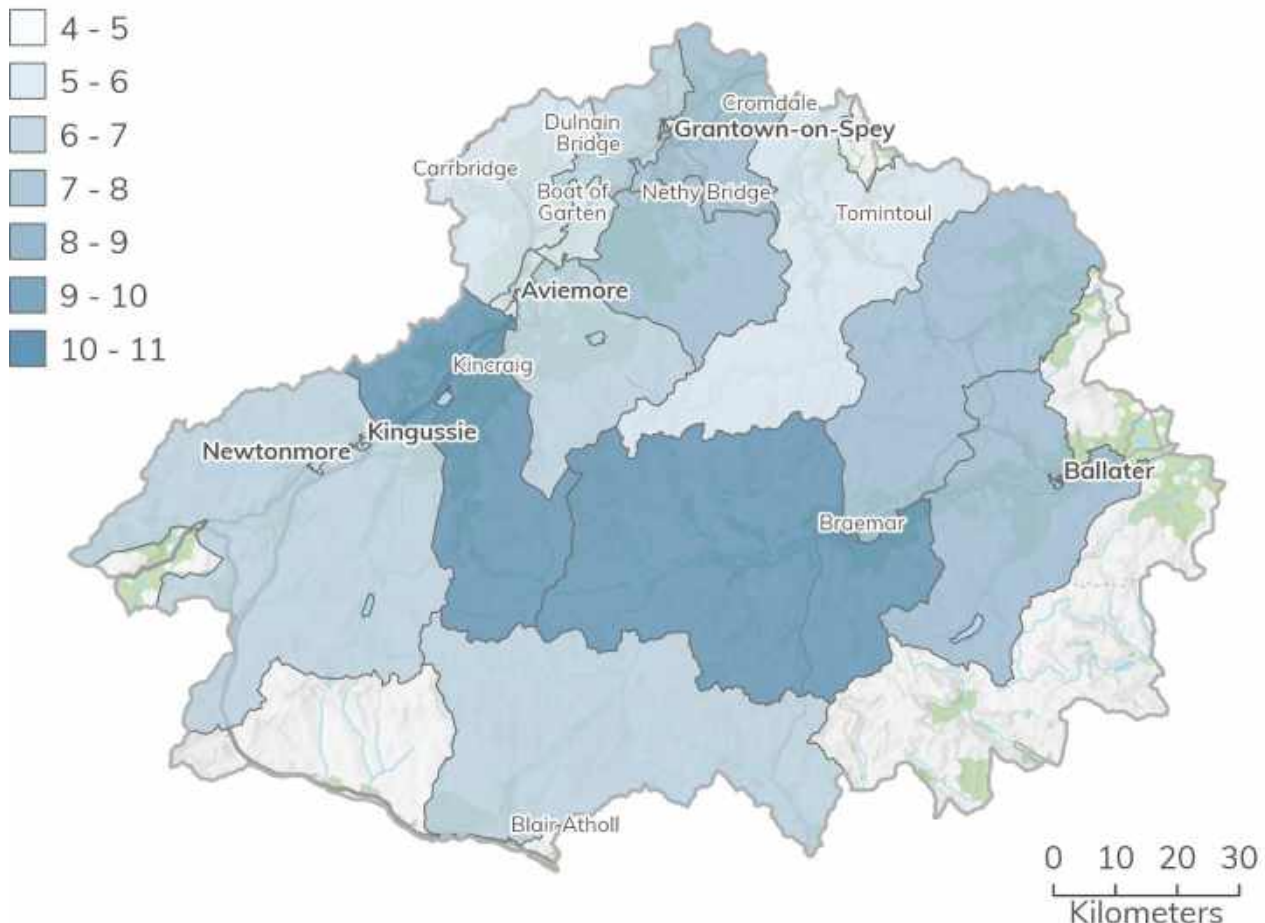 4 - 5
5 - 6
6 - 7
7 - 8
8 - 9
9 - 10
10 - 11
Cromdale
Dulnain
Bridge
Grantown-on-Spey
Carrbridge
Boat of
Garten
Nethy Bridge
Tomintoul
Aviemore
Kincraig
Kingussie
Newtonmore
Ballater
Braemar
Blair Atholl
0 10 20 30
Kilometers